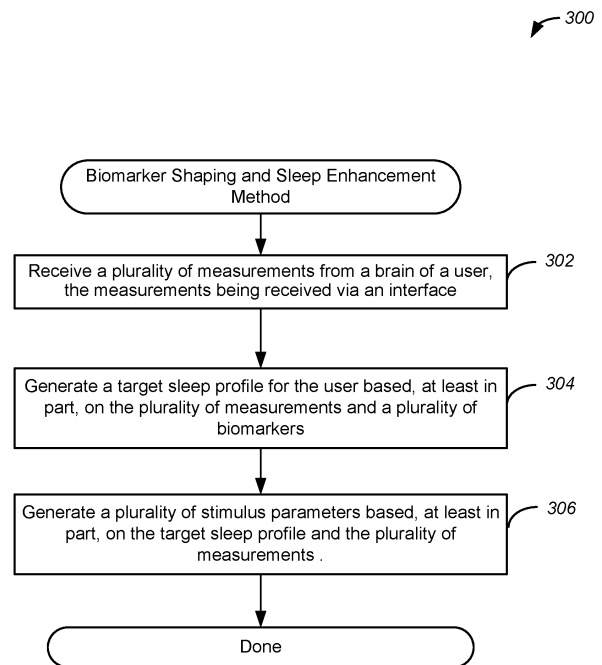 300
Biomarker Shaping and Sleep Enhancement
Method
302
Receive a plurality of measurements from a brain of a user,
the measurements being received via an interface
304
Generate a target sleep profile for the user based, at least in
part, on the plurality of measurements and a plurality of
biomarkers
306
Generate a plurality of stimulus parameters based, at least in
part, on the target sleep profile and the plurality of
measurements .
Done